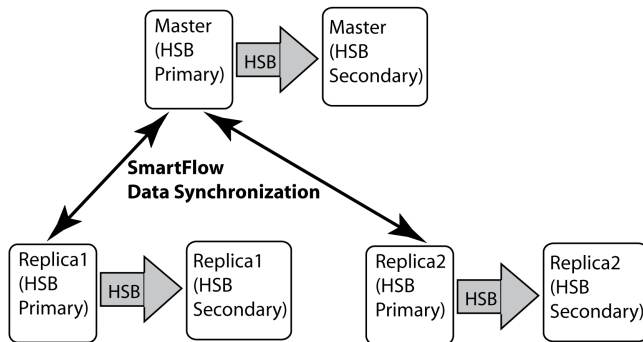 Master
(HSB
Primary)
HSB
Master
(HSB
Secondary)
SmartFlow
Data Synchronization
Replica1
(HSB
Primary)
HSB
Replica1
(HSB
Secondary)
Replica2
(HSB
Primary)
HSB
Replica2
(HSB
Secondary)